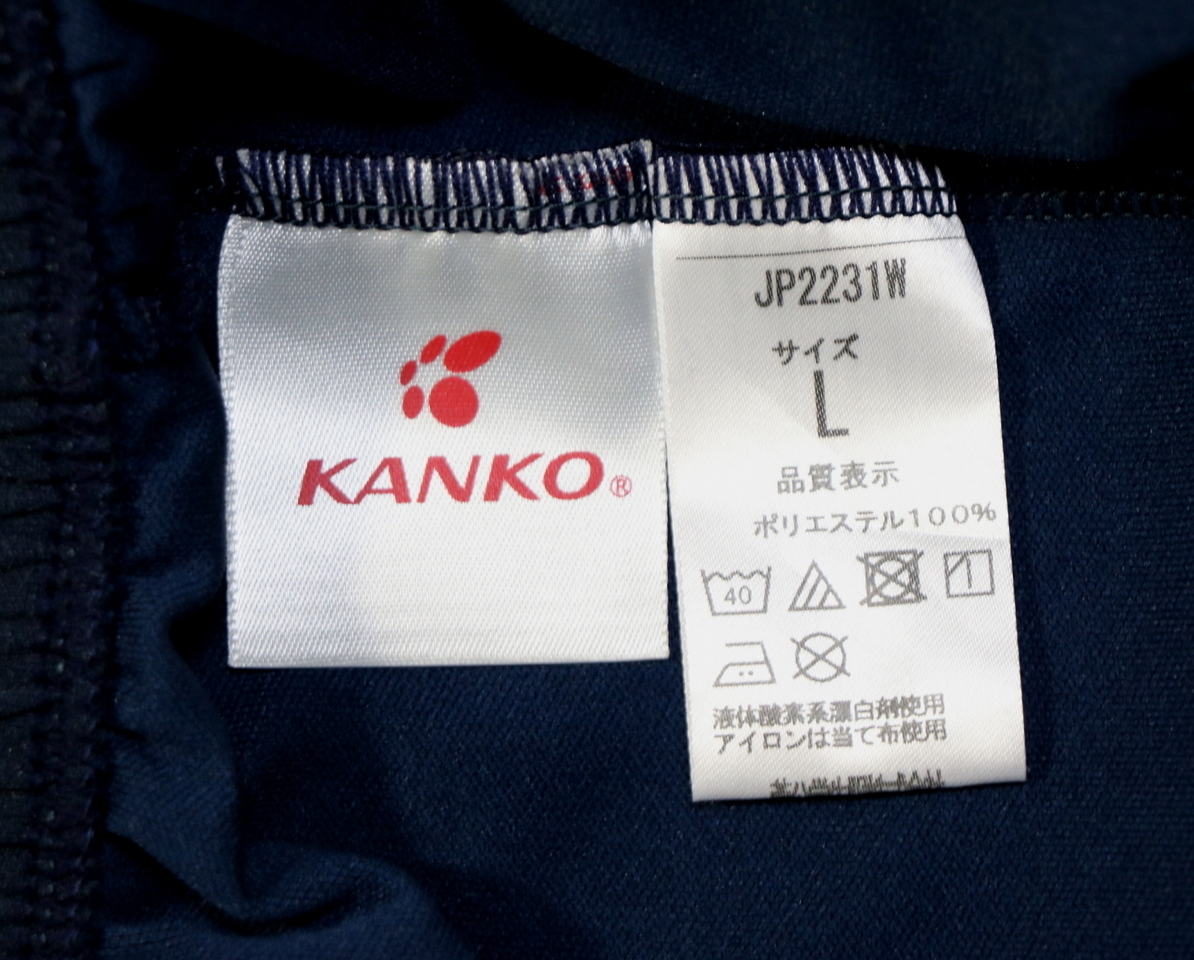 KANKO®
JP2231W
サイズ
L
品質表示
ポリエステル100%
40
液体酸素系漂白剤使用
アイロンは当て布使用